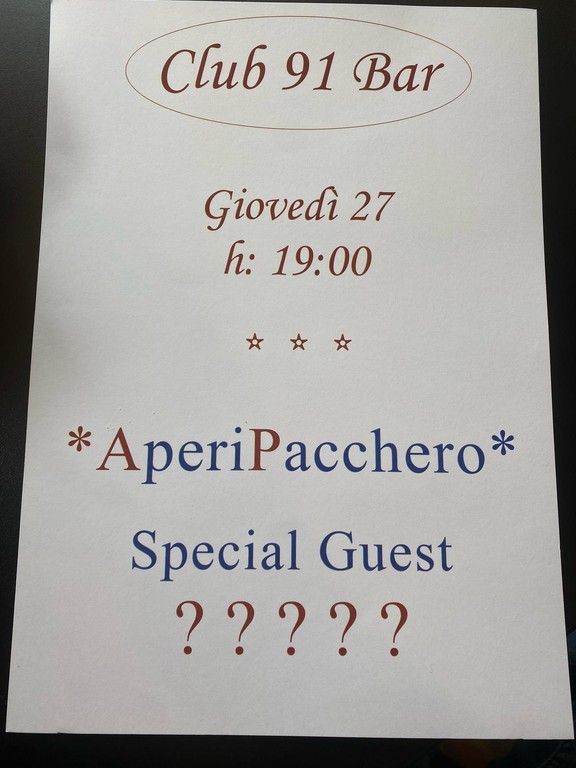 Club 91 Bar
Giovedì 27
h: 19:00
☆ ☆ ☆
*AperiPacchero*
Special Guest
? ? ? ? ?